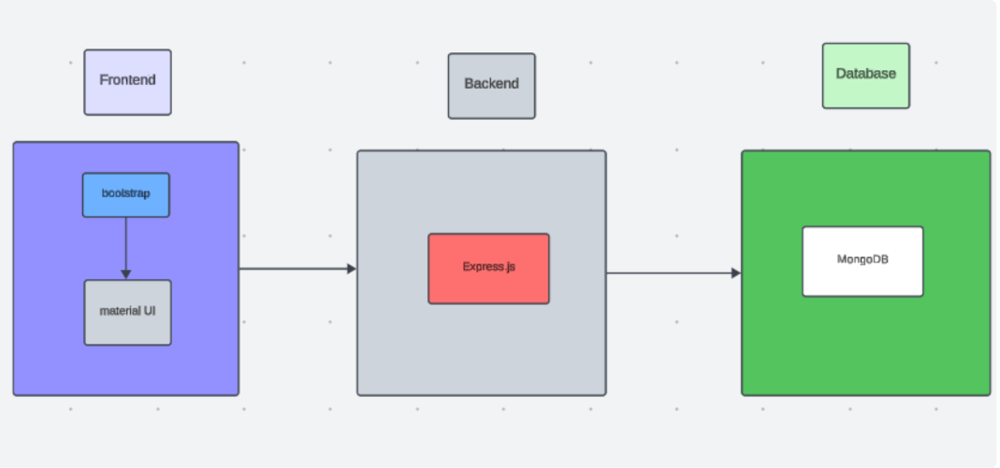 Frontend
Backend
Database
bootstrap
material UI
Express.js
MongoDB